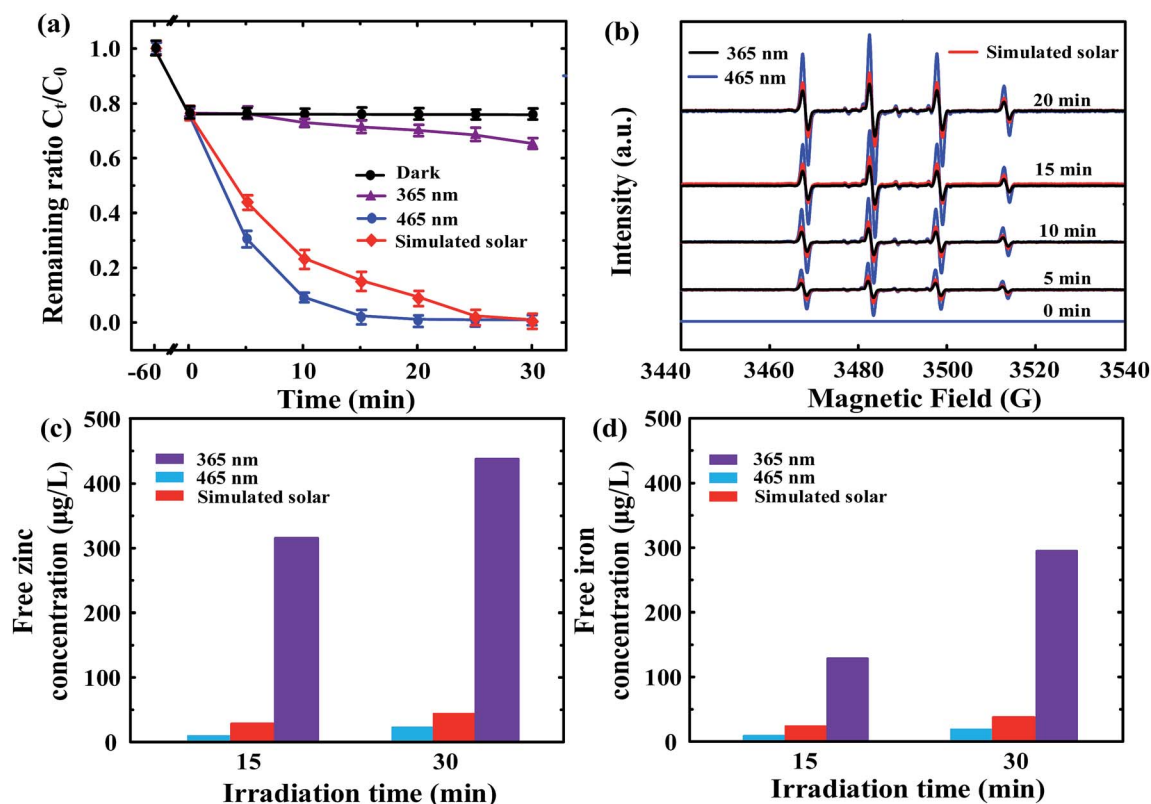 (a)
Remaining ratio Ct/C0
1.0
0.8
0.6
0.4
0.2
0.0
Dark
365 nm
465 nm
Simulated solar
-60 0 10 20 30
Time (min)
(b)
Intensity (a.u.)
365 nm
465 nm
Simulated solar
20 min
15 min
10 min
5 min
0 min
3440 3460 3480 3500 3520 3540
Magnetic Field (G)
(c)
Free zinc
concentration (μg/L)
500
400
300
200
100
0
365 nm
465 nm
Simulated solar
15 30
Irradiation time (min)
(d)
Free iron
concentration (μg/L)
500
400
300
200
100
0
365 nm
465 nm
Simulated solar
15 30
Irradiation time (min)